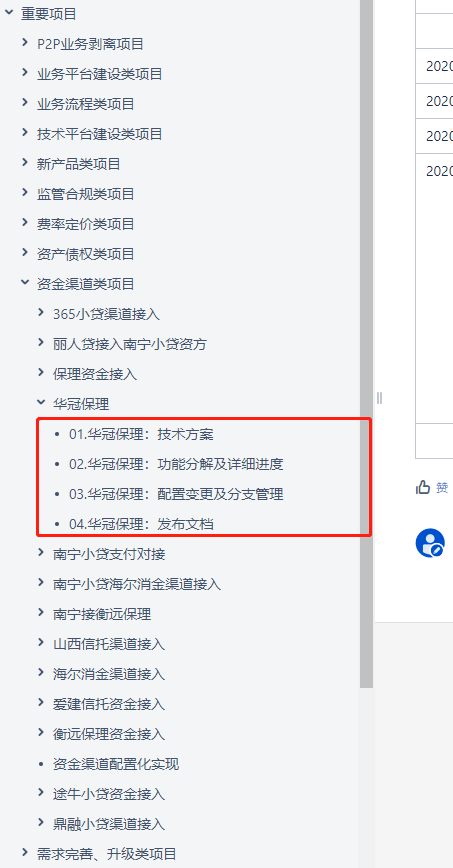 重要项目
P2P业务剥离项目
业务平台建设类项目
2020
业务流程类项目
2020
技术平台建设类项目
2020
新产品类项目
2020
监管合规类项目
费率定价类项目
资产债权类项目
资金渠道类项目
365小贷渠道接入
丽人贷接入南宁小贷资方
保理资金接入
华冠保理
01.华冠保理：技术方案
02.华冠保理：功能分解及详细进度
03.华冠保理：配置变更及分支管理
赞
04.华冠保理：发布文档
南宁小贷支付对接
南宁小贷海尔消金渠道接入
南宁接衡远保理
山西信托渠道接入
海尔消金渠道接入
爱建信托资金接入
衡远保理资金接入
资金渠道配置化实现
途牛小贷资金接入
鼎融小贷渠道接入
需求完善、升级类项目